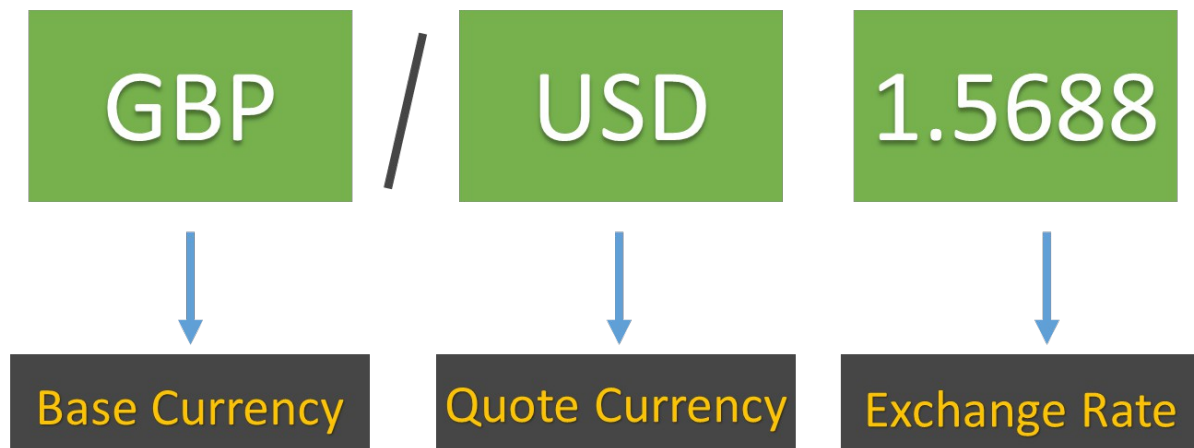 GBP / USD 1.5688
Base Currency Quote Currency Exchange Rate